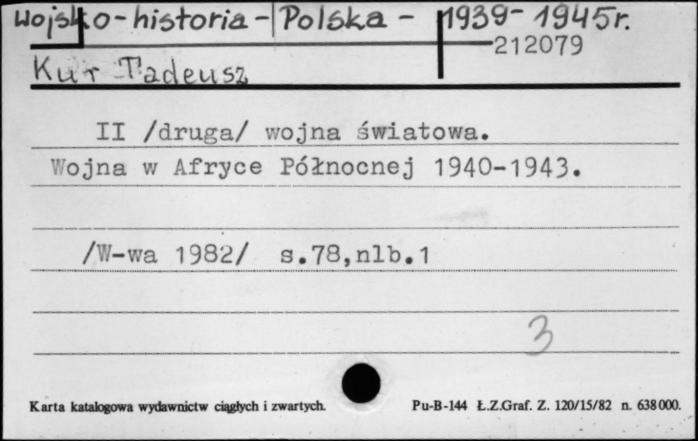 Wojsko-historia-Polska - 1939-1945r.
212079
Kur Tadeusz
II /druga/ wojna światowa.
Wojna w Afryce Północnej 1940-1943.
/W-wa 1982/ s.78,nlb.1
3
Karta katalogowa wydawnictw ciągłych i zwartych. Pu-B-144 Ł.Z.Graf. Z. 120/15/82 n. 638000.